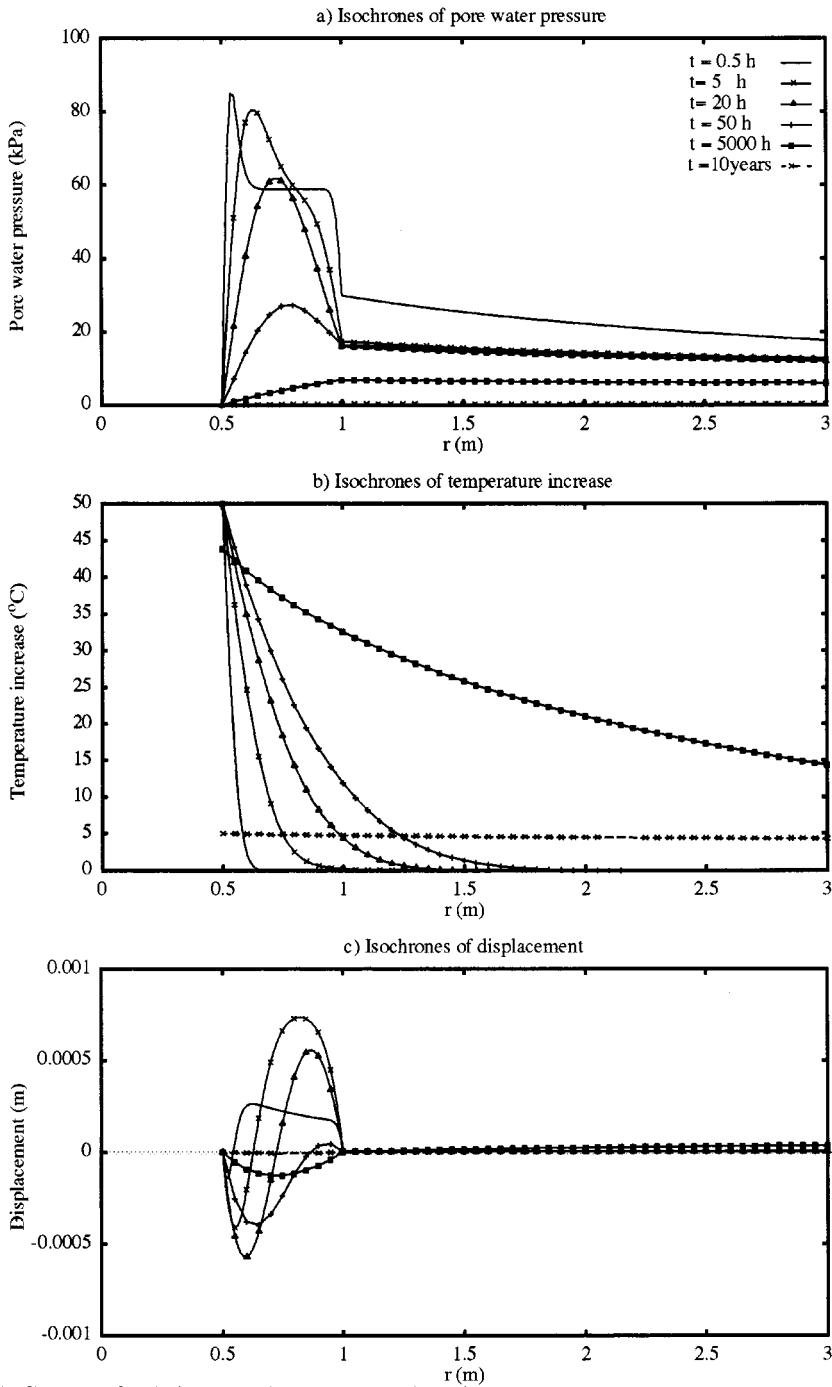 a) Isochrones of pore water pressure
100
80
60
40
20
0
Pore water pressure (kPa)
t = 0.5 h
t= 5 h
t= 20 h
t = 50 h
t = 5000 h
t =10years
0 0.5 1 1.5 2 2.5 3
r (m)
b) Isochrones of temperature increase
50
45
40
35
30
25
20
15
10
5
0
Temperature increase (°C)
0 0.5 1 1.5 2 2.5 3
r (m)
c) Isochrones of displacement
0.001
0.0005
0
-0.0005
-0.001
Displacement (m)
0 0.5 1 1.5 2 2.5 3
r (m)